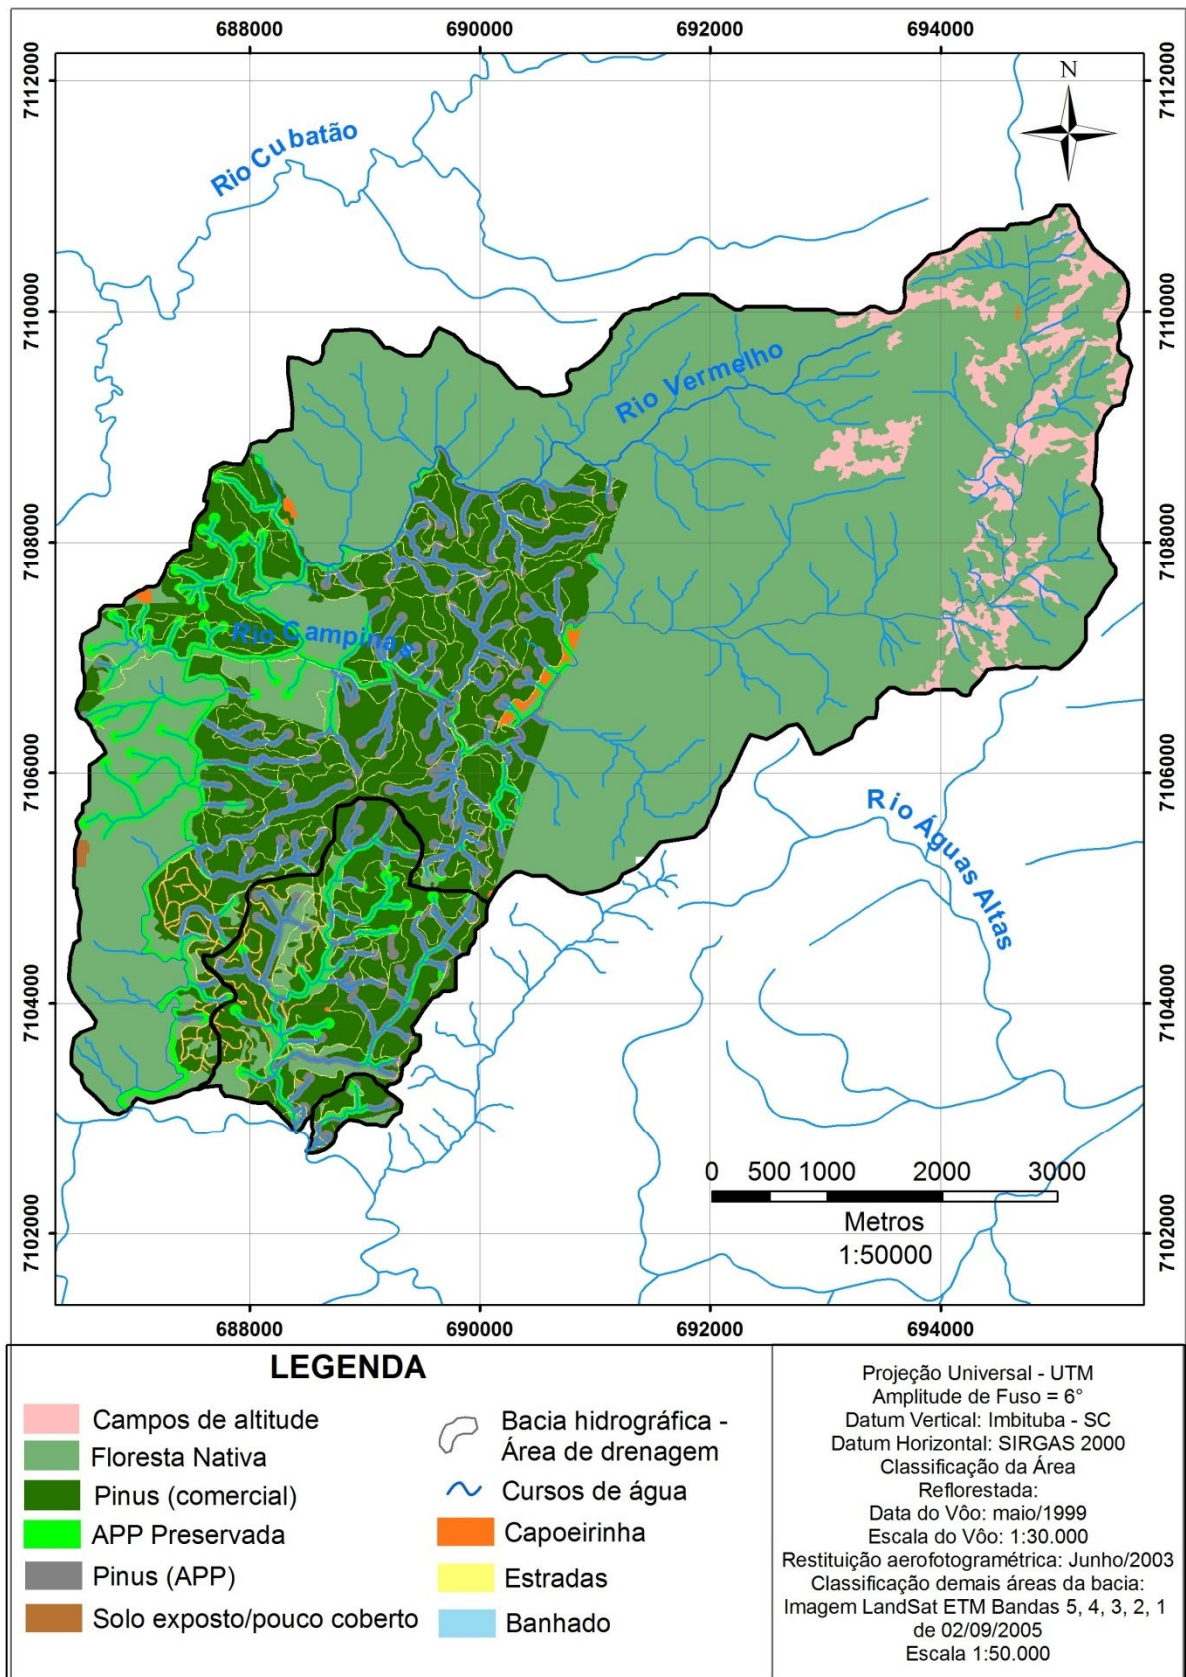 688000 690000 692000 694000
7112000 7112000
N
Rio Cubatão
7110000 7110000
Rio Vermelho
7108000 7108000
Rio Campinas
7106000 7106000
Rio Águas Altas
7104000 7104000
0 500 1000 2000 3000
Metros
1:50000
7102000 7102000
688000 690000 692000 694000
LEGENDA
Campos de altitude
Floresta Nativa
Pinus (comercial)
APP Preservada
Pinus (APP)
Solo exposto/pouco coberto
Bacia hidrográfica -
Área de drenagem
Cursos de água
Capoeirinha
Estradas
Banhado
Projeção Universal - UTM
Amplitude de Fuso = 6°
Datum Vertical: Imbituba - SC
Datum Horizontal: SIRGAS 2000
Classificação da Área
Reflorestada:
Data do Vôo: maio/1999
Escala do Vôo: 1:30.000
Restituição aerofotogramétrica: Junho/2003
Classificação demais áreas da bacia:
Imagem LandSat ETM Bandas 5, 4, 3, 2, 1
de 02/09/2005
Escala 1:50.000